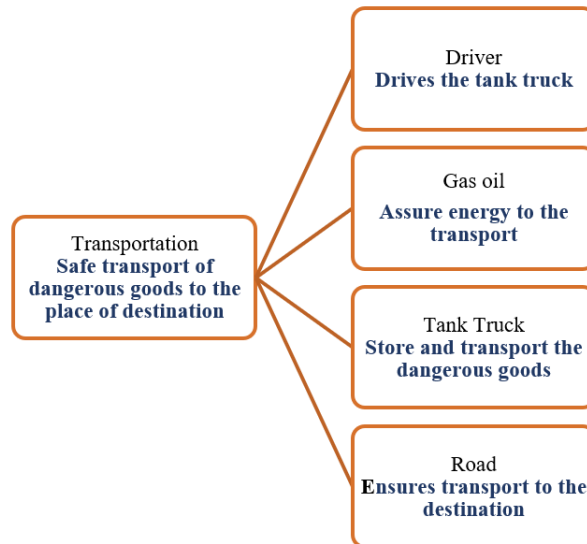 Driver
Drives the tank truck
Gas oil
Assure energy to the
transport
Transportation
Safe transport of
dangerous goods to the
place of destination
Tank Truck
Store and transport the
dangerous goods
Road
Ensures transport to the
destination